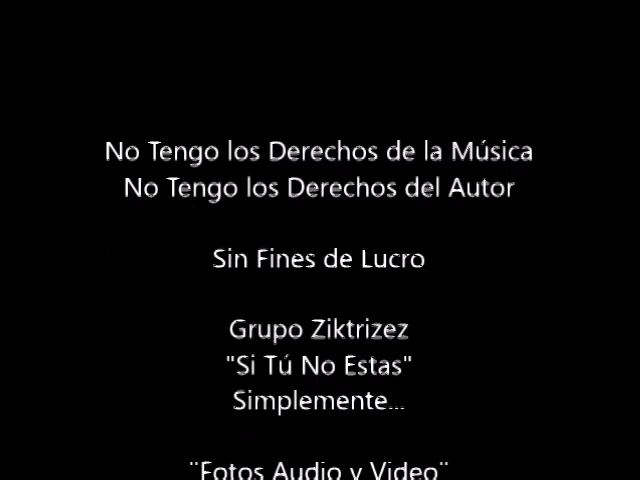 No Tengo los Derechos de la Música
No Tengo los Derechos del Autor
Sin Fines de Lucro
Grupo Ziktrizez
"Si Tú No Estas"
Simplemente...
¨Fotos Audio y Video¨